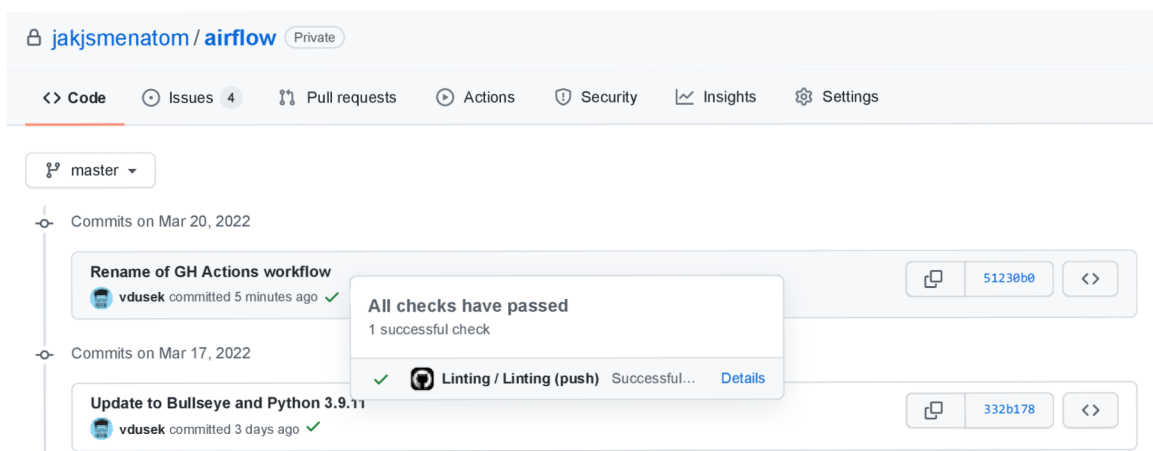 jakjsmenatom / airflow Private
Code Issues 4 Pull requests Actions Security Insights Settings
master
Commits on Mar 20, 2022
Rename of GH Actions workflow
vdusek committed 5 minutes ago
51230b0
All checks have passed
1 successful check
Linting / Linting (push) Successful... Details
Commits on Mar 17, 2022
Update to Bullseye and Python 3.9.11
vdusek committed 3 days ago
332b178